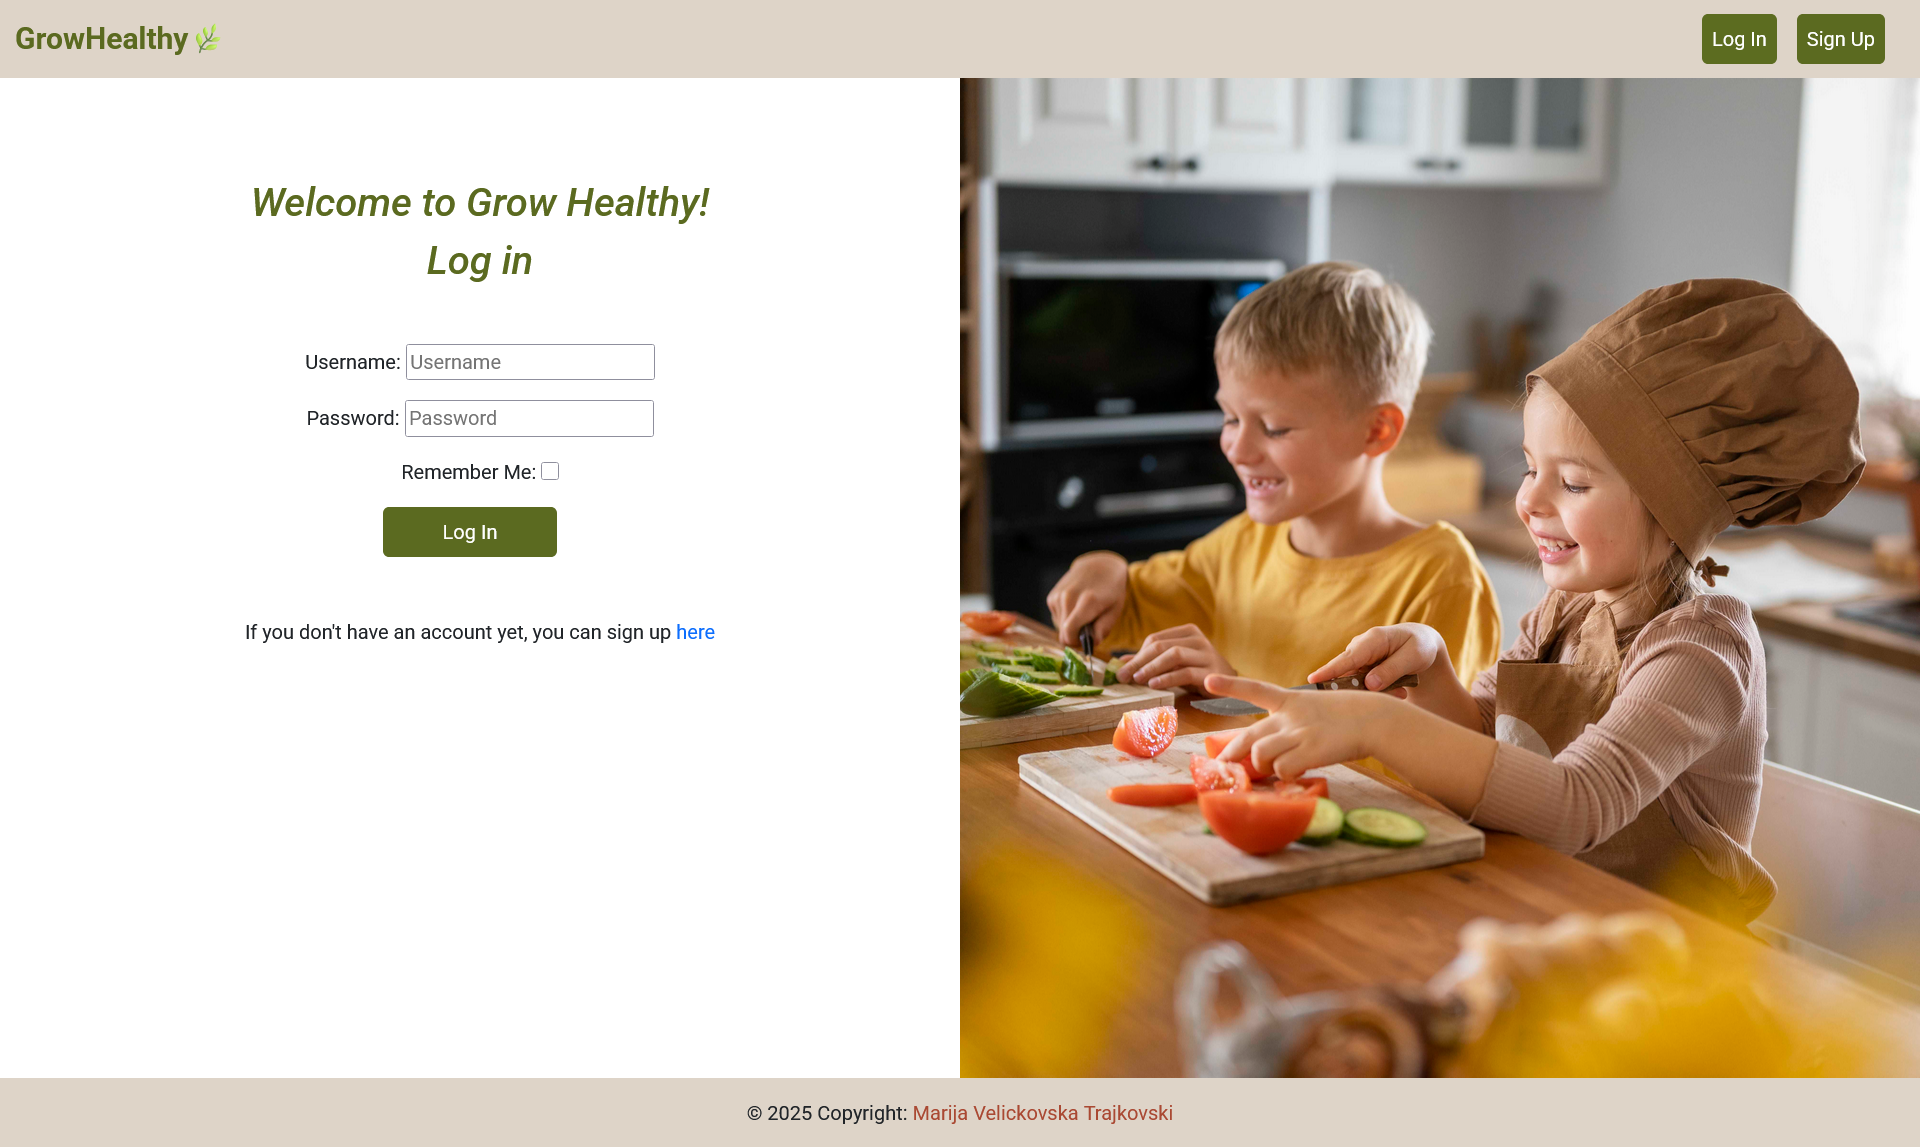 GrowHealthy
Log In
Sign Up
Welcome to Grow Healthy!
Log in
Username: Username
Password: Password
Remember Me:
Log In
If you don't have an account yet, you can sign up here
© 2025 Copyright: Marija Velickovska Trajkovski